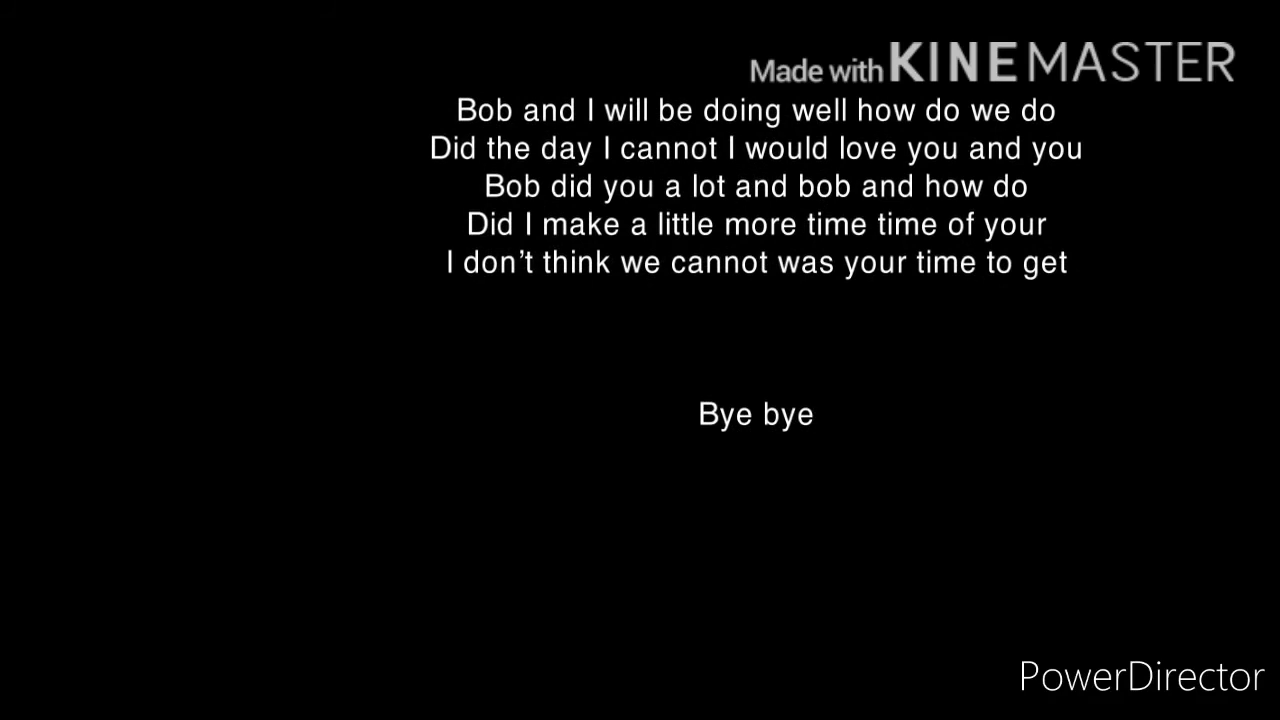 Made with KINEMASTER
Bob and I will be doing well how do we do
Did the day I cannot I would love you and you
Bob did you a lot and bob and how do
Did I make a little more time time of your
I don’t think we cannot was your time to get
Bye bye
PowerDirector